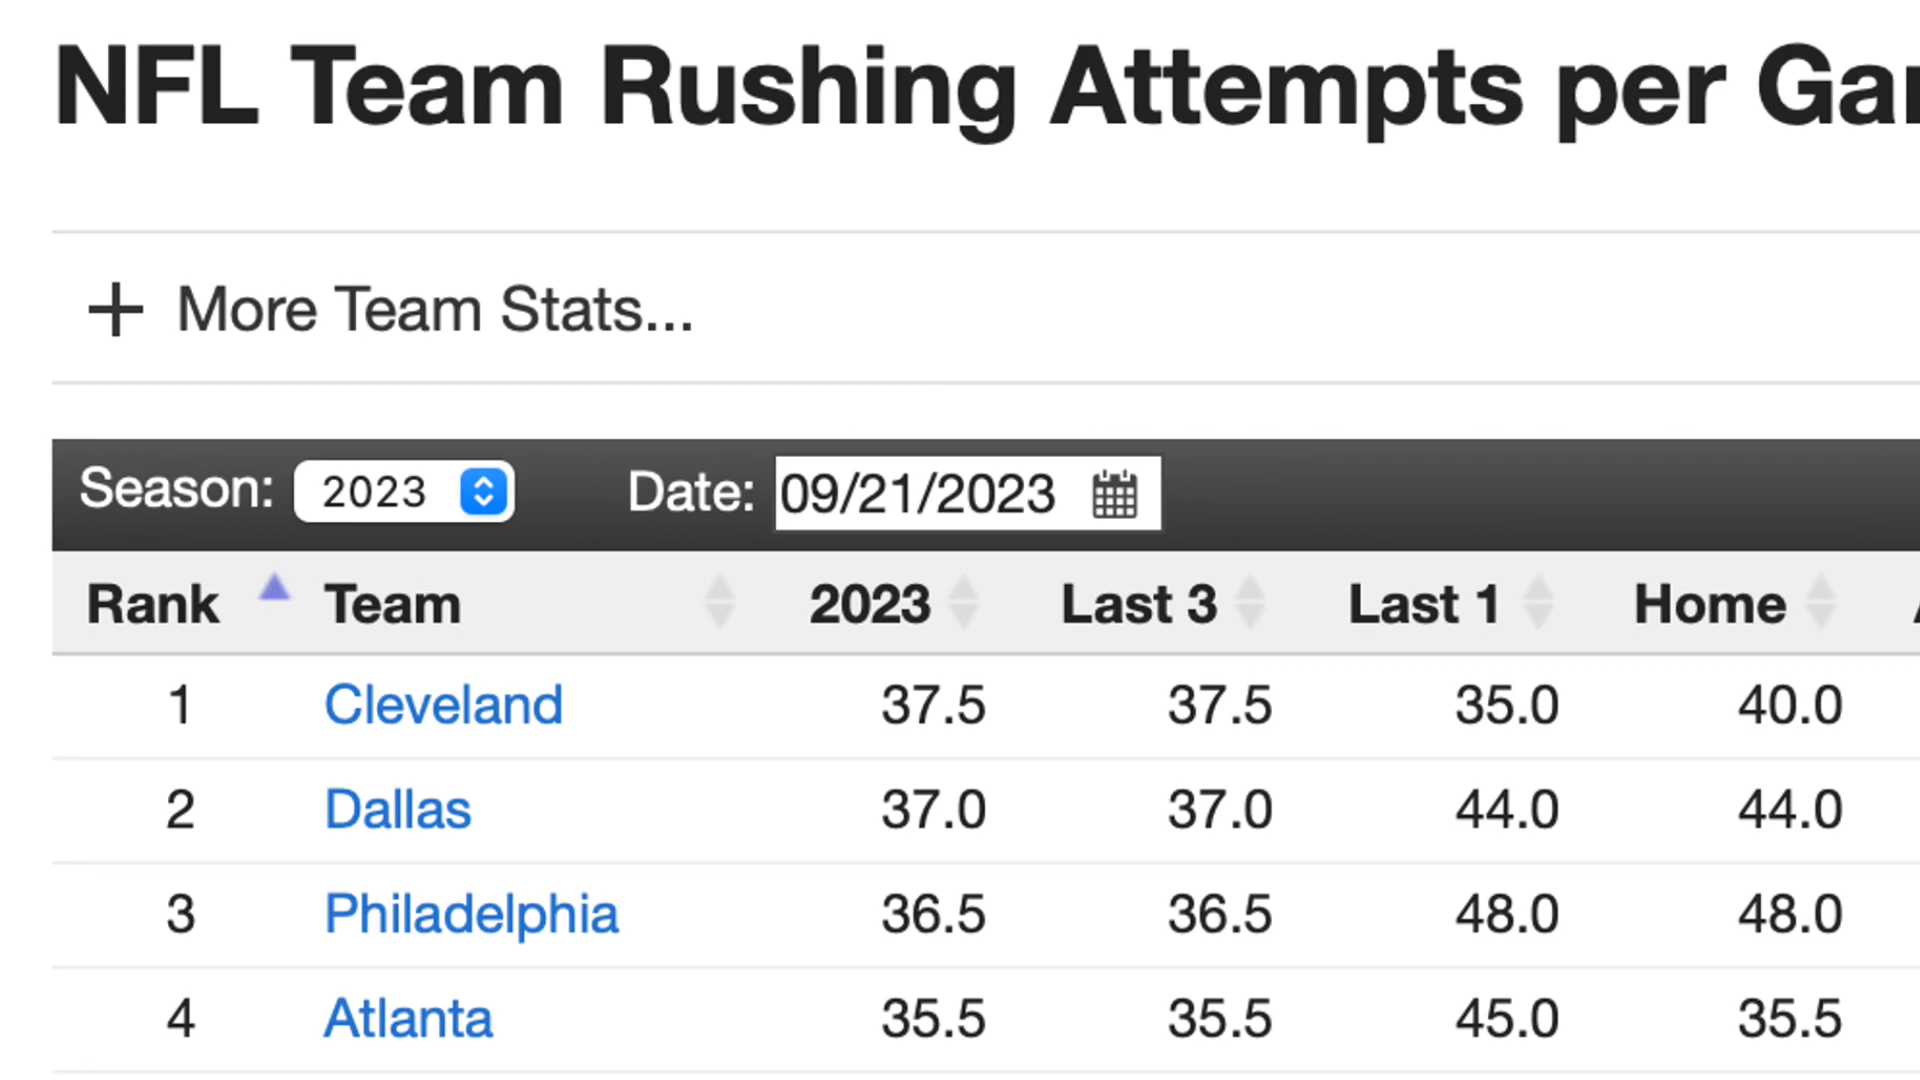 NFL Team Rushing Attempts per
More Team Stats...
Season: 2023 Date: 09/21/2023
Rank Team 2023 Last 3 Last 1 Home
1 Cleveland 37.5 37.5 35.0 40.0
2 Dallas 37.0 37.0 44.0 44.0
3 Philadelphia 36.5 36.5 48.0 48.0
4 Atlanta 35.5 35.5 45.0 35.5